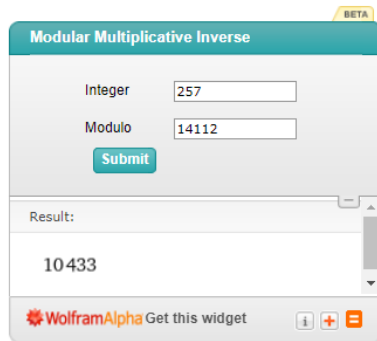 BETA
Modular Multiplicative Inverse
Integer 257
Modulo 14112
Submit
Result:
10433
WolframAlpha Get this widget